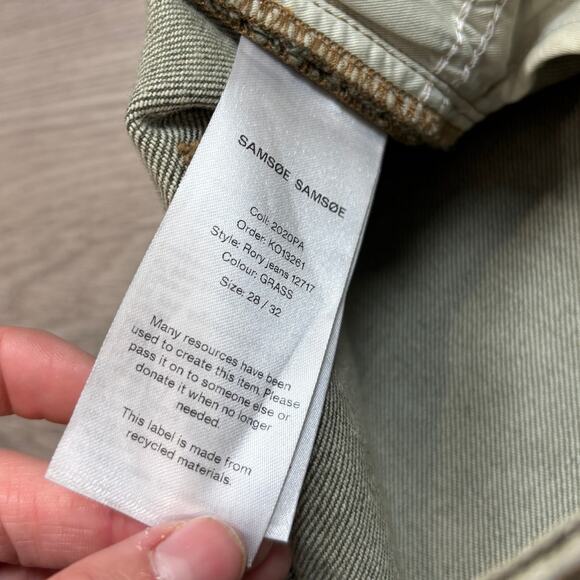 SAMSØE SAMSØE
Coll: 2020PA
Order: KO13261
Style: Rory jeans 12717
Colour: GRASS
Size: 28 / 32
Many resources have been
used to create this item. Please
pass it on to someone else or
donate it when no longer
needed.
This label is made from
recycled materials.